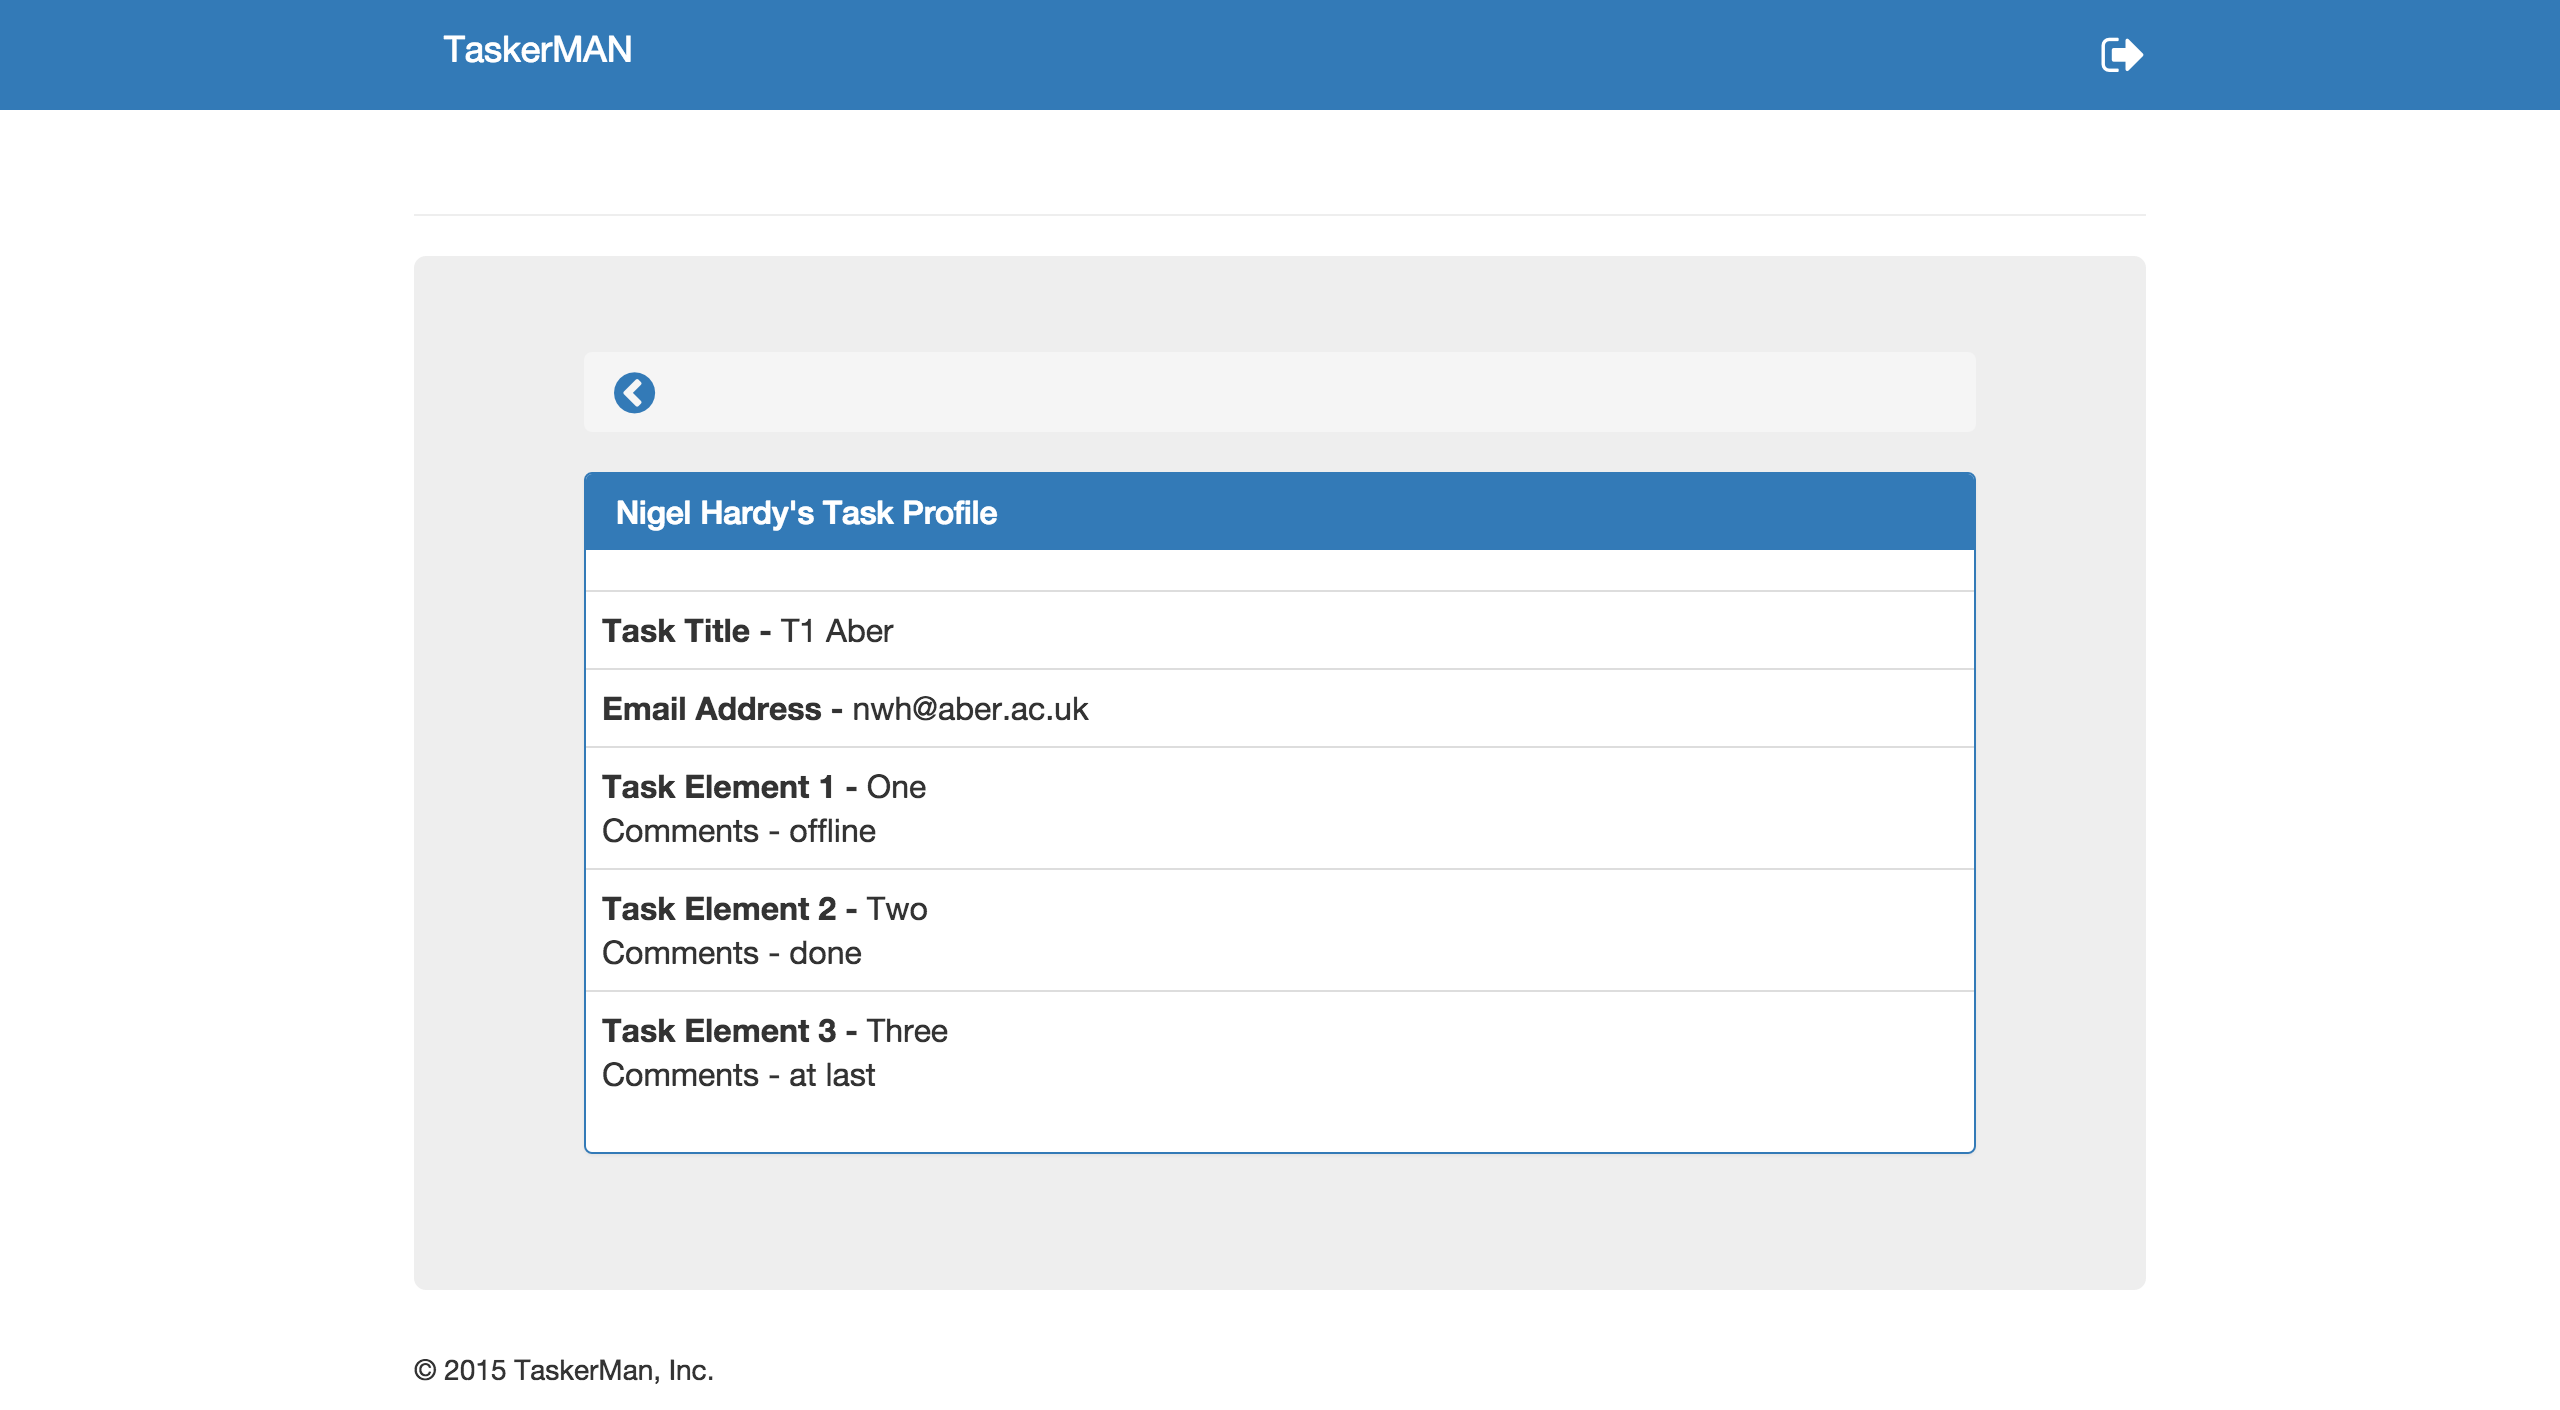 TaskerMAN
Nigel Hardy's Task Profile
Task Title - T1 Aber
Email Address - nwh@aber.ac.uk
Task Element 1 - One
Comments - offline
Task Element 2 - Two
Comments - done
Task Element 3 - Three
Comments - at last
© 2015 TaskerMan, Inc.